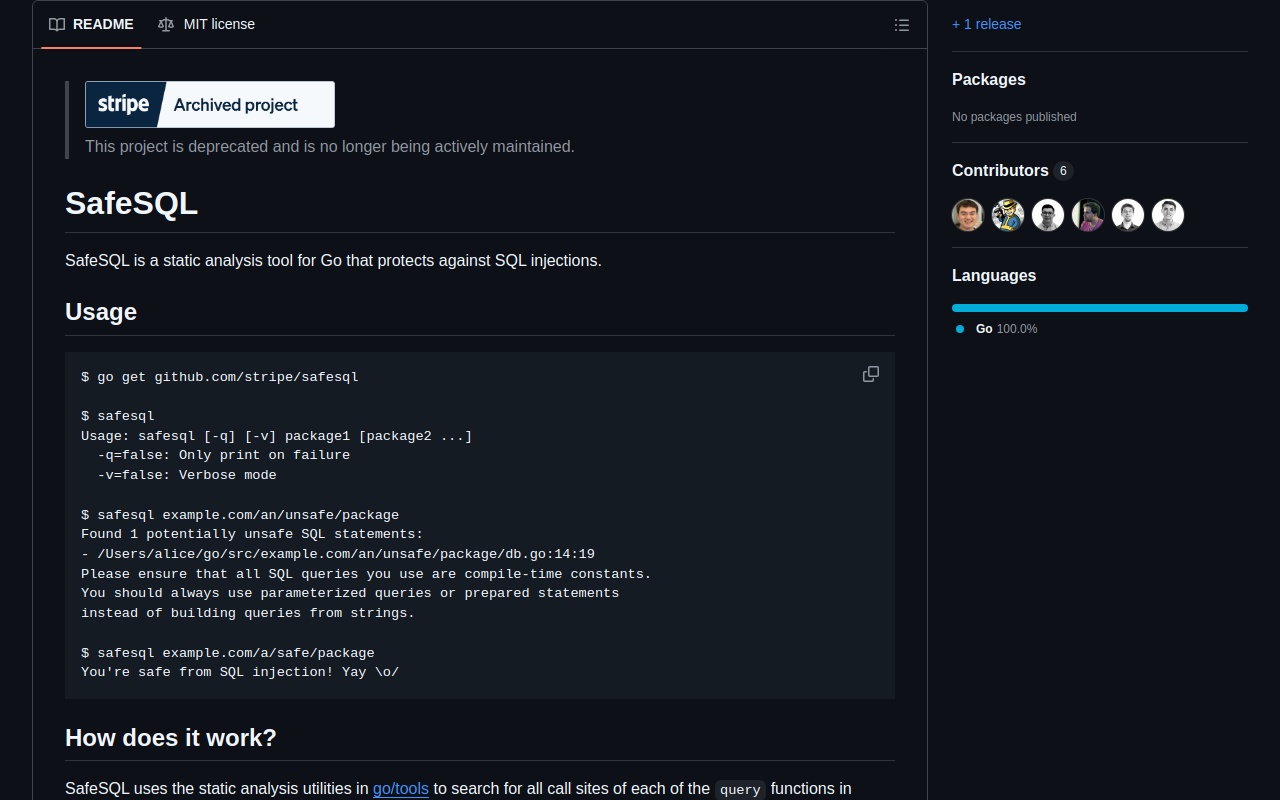 README
MIT license
stripe Archived project
This project is deprecated and is no longer being actively maintained.
SafeSQL
SafeSQL is a static analysis tool for Go that protects against SQL injections.
Usage
$ go get github.com/stripe/safesql
$ safesql
Usage: safesql [-q] [-v] package1 [package2 ...]
  -q=false: Only print on failure
  -v=false: Verbose mode
$ safesql example.com/an/unsafe/package
Found 1 potentially unsafe SQL statements:
- /Users/alice/go/src/example.com/an/unsafe/package/db.go:14:19
Please ensure that all SQL queries you use are compile-time constants.
You should always use parameterized queries or prepared statements
instead of building queries from strings.
$ safesql example.com/a/safe/package
You're safe from SQL injection! Yay \o/
How does it work?
SafeSQL uses the static analysis utilities in go/tools to search for all call sites of each of the query functions in
+ 1 release
Packages
No packages published
Contributors 6
Languages
Go 100.0%